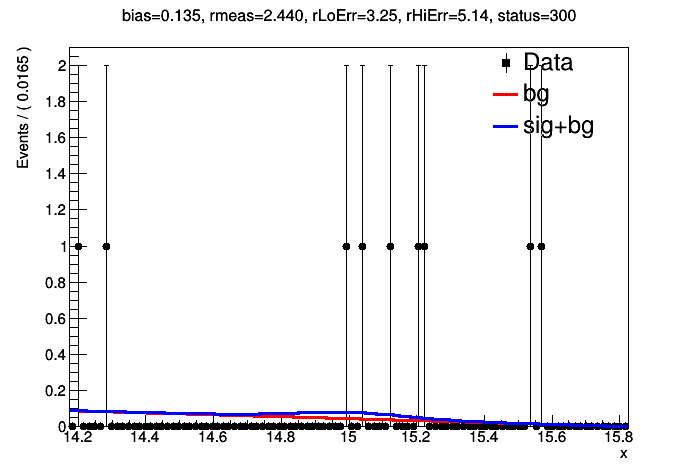 bias=0.135, rmeas=2.440, rLoErr=3.25, rHiErr=5.14, status=300
Events / ( 0.0165 )
2
1.8
1.6
1.4
1.2
1
0.8
0.6
0.4
0.2
0
Data
bg
sig+bg
14.2 14.4 14.6 14.8 15 15.2 15.4 15.6 15.8
x